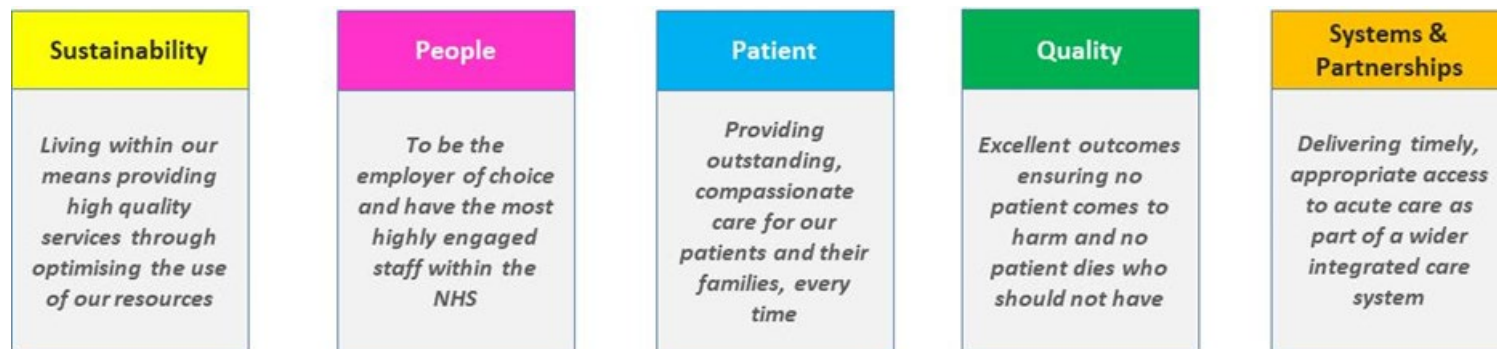 Sustainability
Living within our
means providing
high quality
services through
optimising the use
of our resources
People
To be the
employer of choice
and have the most
highly engaged
staff within the
NHS
Patient
Providing
outstanding,
compassionate
care for our
patients and their
families, every
time
Quality
Excellent outcomes
ensuring no
patient comes to
harm and no
patient dies who
should not have
Systems &
Partnerships
Delivering timely,
appropriate access
to acute care as
part of a wider
integrated care
system